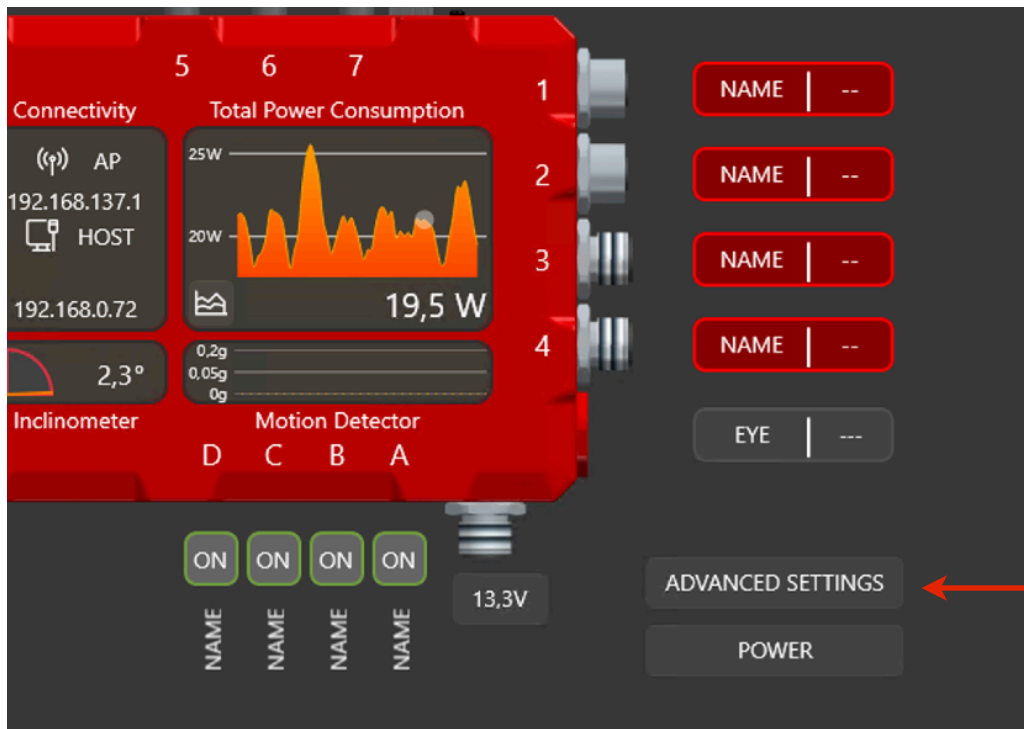 5 6 7
Connectivity
Total Power Consumption
AP
192.168.137.1
HOST
192.168.0.72
25W
20W
19,5 W
2,3°
Inclinometer
0,2g
0,05g
0g
Motion Detector
D C B A
1
2
3
4
NAME --
NAME --
NAME --
NAME --
EYE ---
ON ON ON ON
NAME NAME NAME NAME
13,3V
ADVANCED SETTINGS
POWER